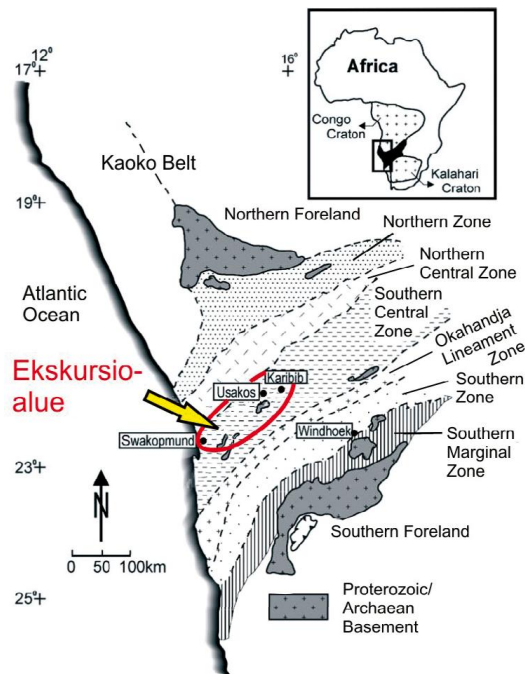 12°
17°
16°
Africa
Congo
Craton
Kalahari
Craton
Kaoko Belt
19°
Northern Foreland
Northern Zone
Northern
Central Zone
Southern
Central
Zone
Okahandja
Lineament
Zone
Southern
Zone
Southern
Marginal
Zone
Atlantic
Ocean
Ekskursio-
alue
Karibib
Usakos
Swakopmund
Windhoek
23°
N
0 50 100km
Southern Foreland
25°
Proterozoic/
Archaean
Basement